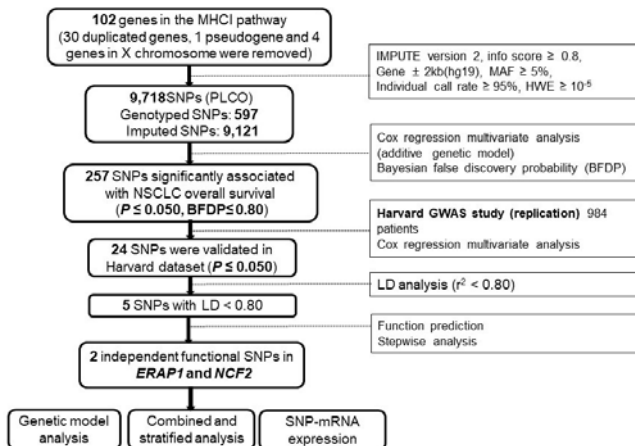 102 genes in the MHCI pathway
(30 duplicated genes, 1 pseudogene and 4
genes in X chromosome were removed)
IMPUTE version 2, info score ≥ 0.8,
Gene ± 2kb(hg19), MAF ≥ 5%,
Individual call rate ≥ 95%, HWE ≥ 10-5
9,718SNPs (PLCO)
Genotyped SNPs: 597
Imputed SNPs: 9,121
Cox regression multivariate analysis
(additive genetic model)
Bayesian false discovery probability (BFDP)
257 SNPs significantly associated
with NSCLC overall survival
(P ≤ 0.050, BFDP≤ 0.80)
Harvard GWAS study (replication) 984
patients
Cox regression multivariate analysis
24 SNPs were validated in
Harvard dataset (P ≤ 0.050)
LD analysis (r2 < 0.80)
5 SNPs with LD < 0.80
Function prediction
Stepwise analysis
2 independent functional SNPs in
ERAP1 and NCF2
Genetic model
analysis
Combined and
stratified analysis
SNP-mRNA
expression